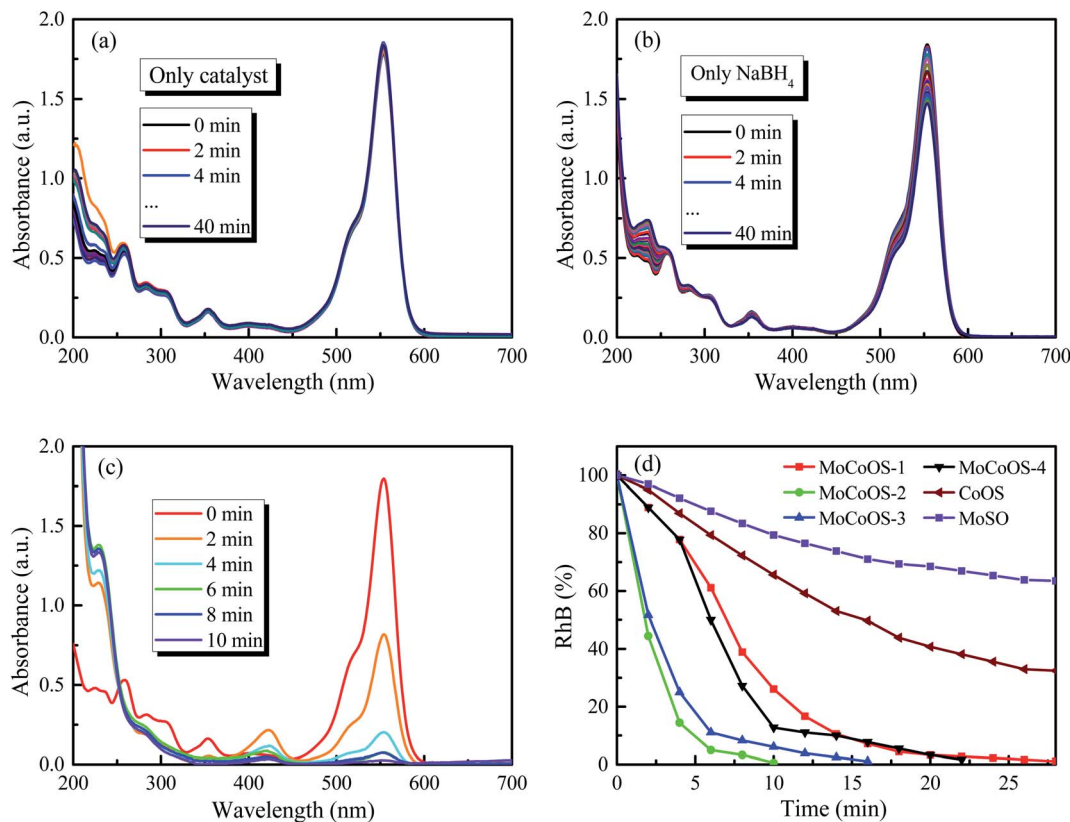 (a)
Only catalyst
0 min
2 min
4 min
...
40 min
2.0
1.5
1.0
0.5
0.0
200 300 400 500 600 700
Absorbance (a.u.)
Wavelength (nm)
(b)
Only NaBH₄
0 min
2 min
4 min
...
40 min
2.0
1.5
1.0
0.5
0.0
200 300 400 500 600 700
Absorbance (a.u.)
Wavelength (nm)
(c)
0 min
2 min
4 min
6 min
8 min
10 min
2.0
1.5
1.0
0.5
0.0
200 300 400 500 600 700
Absorbance (a.u.)
Wavelength (nm)
(d)
MoCoOS-1 MoCoOS-4
MoCoOS-2 CoOS
MoCoOS-3 MoSO
100
80
60
40
20
0
0 5 10 15 20 25
RhB (%)
Time (min)